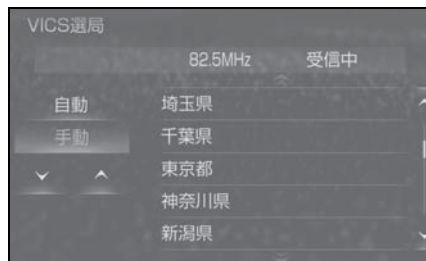 VICS選局
82.5MHz 受信中
自動
手動
埼玉県
千葉県
東京都
神奈川県
新潟県